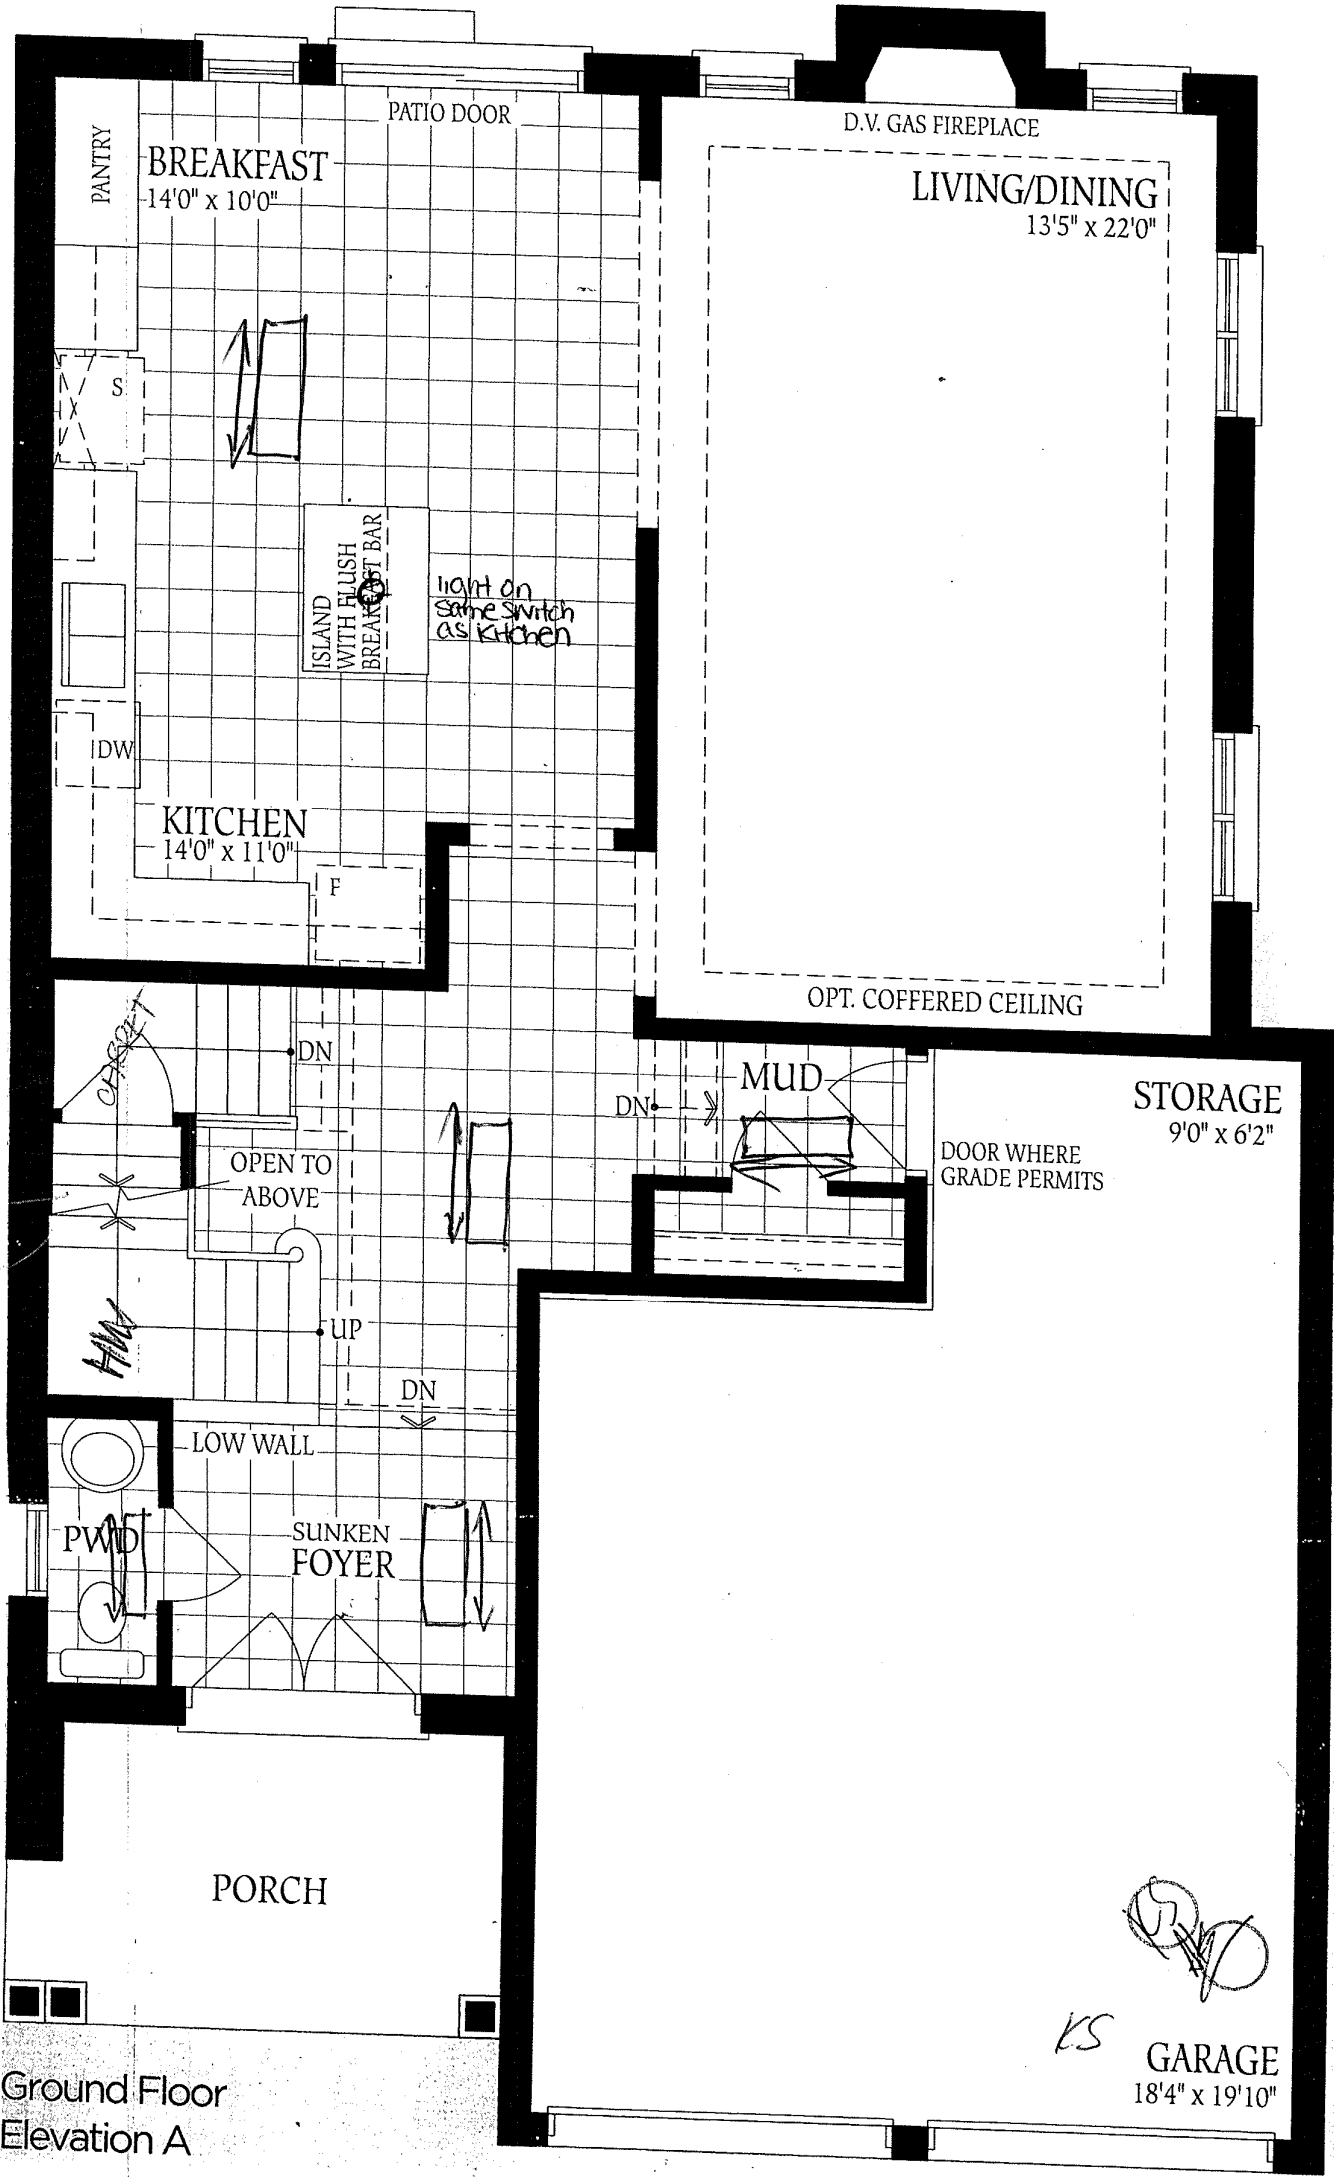 PATIO DOOR
D.V. GAS FIREPLACE
PANTRY
BREAKFAST
14'0" x 10'0"
LIVING/DINING
13'5" x 22'0"
S
ISLAND
WITH FLUSH
BREAKFAST BAR
light on
same switch
as Kitchen
DW
KITCHEN
14'0" x 11'0"
F
OPT. COFFERED CEILING
CARPET
DN
MUD
DN
STORAGE
9'0" x 6'2"
DOOR WHERE
GRADE PERMITS
OPEN TO
ABOVE
HW
UP
DN
LOW WALL
PWD
SUNKEN
FOYER
PORCH
KS
GARAGE
18'4" x 19'10"
Ground Floor
Elevation A